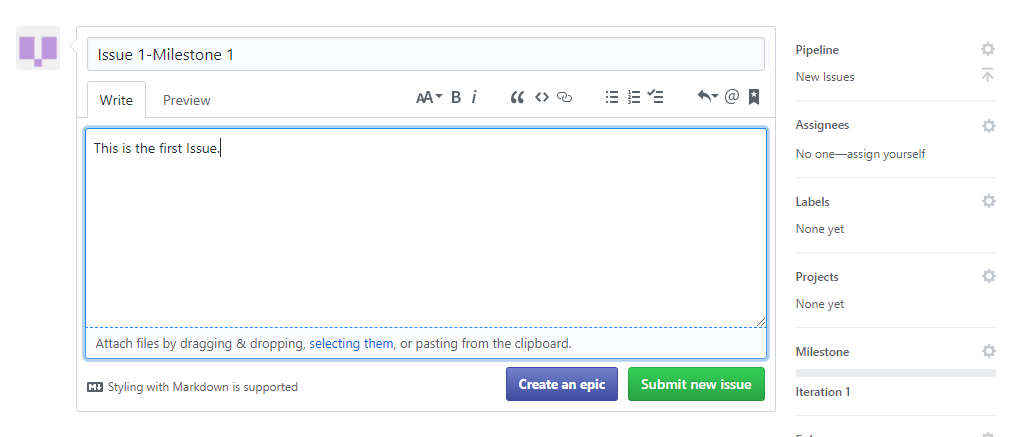 Issue 1-Milestone 1
Write Preview AA B i @
This is the first Issue.
Attach files by dragging & dropping, selecting them, or pasting from the clipboard.
Styling with Markdown is supported
Create an epic Submit new issue
Pipeline
New Issues
Assignees
No one—assign yourself
Labels
None yet
Projects
None yet
Milestone
Iteration 1